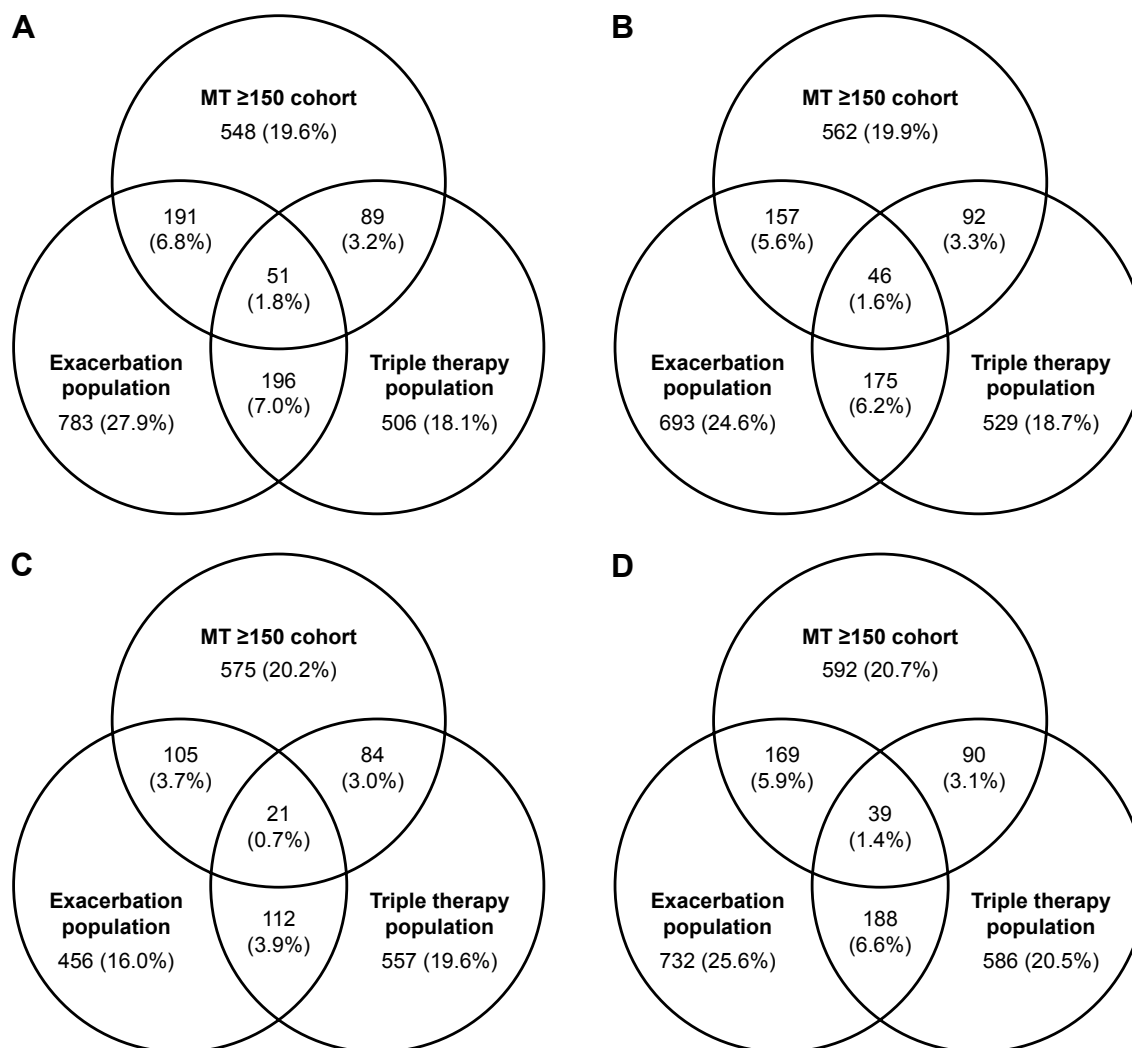 A
MT ≥150 cohort
548 (19.6%)
191
(6.8%)
89
(3.2%)
51
(1.8%)
Exacerbation
population
783 (27.9%)
196
(7.0%)
Triple therapy
population
506 (18.1%)
B
MT ≥150 cohort
562 (19.9%)
157
(5.6%)
92
(3.3%)
46
(1.6%)
Exacerbation
population
693 (24.6%)
175
(6.2%)
Triple therapy
population
529 (18.7%)
C
MT ≥150 cohort
575 (20.2%)
105
(3.7%)
84
(3.0%)
21
(0.7%)
Exacerbation
population
456 (16.0%)
112
(3.9%)
Triple therapy
population
557 (19.6%)
D
MT ≥150 cohort
592 (20.7%)
169
(5.9%)
90
(3.1%)
39
(1.4%)
Exacerbation
population
732 (25.6%)
188
(6.6%)
Triple therapy
population
586 (20.5%)